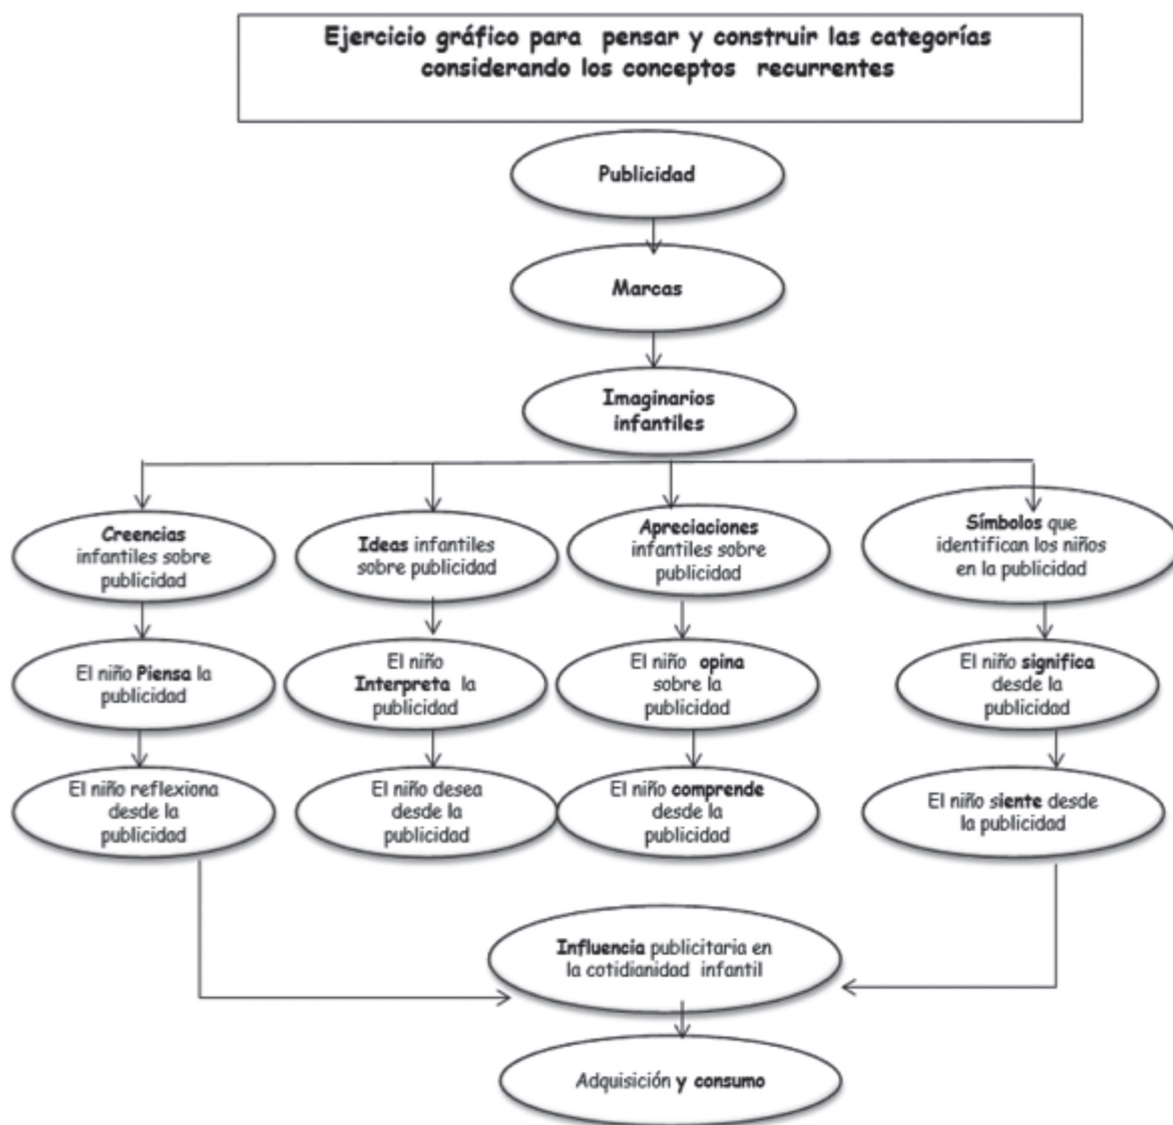 Ejercicio gráfico para pensar y construir las categorías
considerando los conceptos recurrentes
Publicidad
Marcas
Imaginarios
infantiles
Creencias
infantiles sobre
publicidad
Ideas infantiles
sobre publicidad
Apreciaciones
infantiles sobre
publicidad
Símbolos que
identifican los niños
en la publicidad
El niño Piensa la
publicidad
El niño
Interpreta la
publicidad
El niño opina
sobre la
publicidad
El niño significa
desde la
publicidad
El niño reflexiona
desde la
publicidad
El niño desea
desde la
publicidad
El niño comprende
desde la
publicidad
El niño siente desde
la publicidad
Influencia publicitaria en
la cotidianidad infantil
Adquisición y consumo